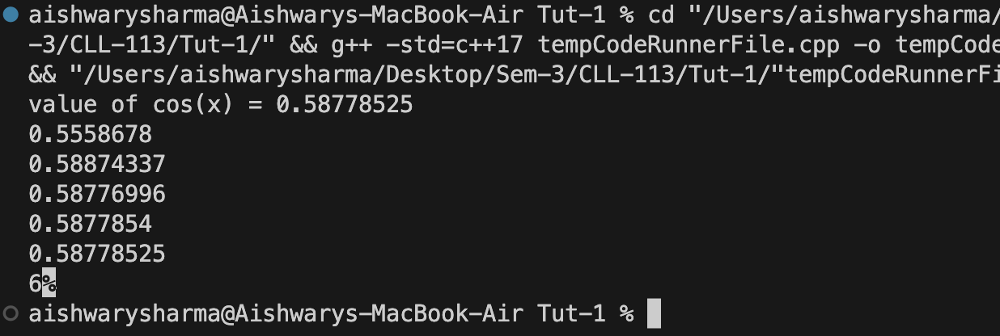 aishwarysharma@Aishwarys-MacBook-Air Tut-1 % cd "/Users/aishwarysharma/
-3/CLL-113/Tut-1/" && g++ -std=c++17 tempCodeRunnerFile.cpp -o tempCode
&& "/Users/aishwarysharma/Desktop/Sem-3/CLL-113/Tut-1/"tempCodeRunnerFi
value of cos(x) = 0.58778525
0.5558678
0.58874337
0.58776996
0.5877854
0.58778525
6%
aishwarysharma@Aishwarys-MacBook-Air Tut-1 %